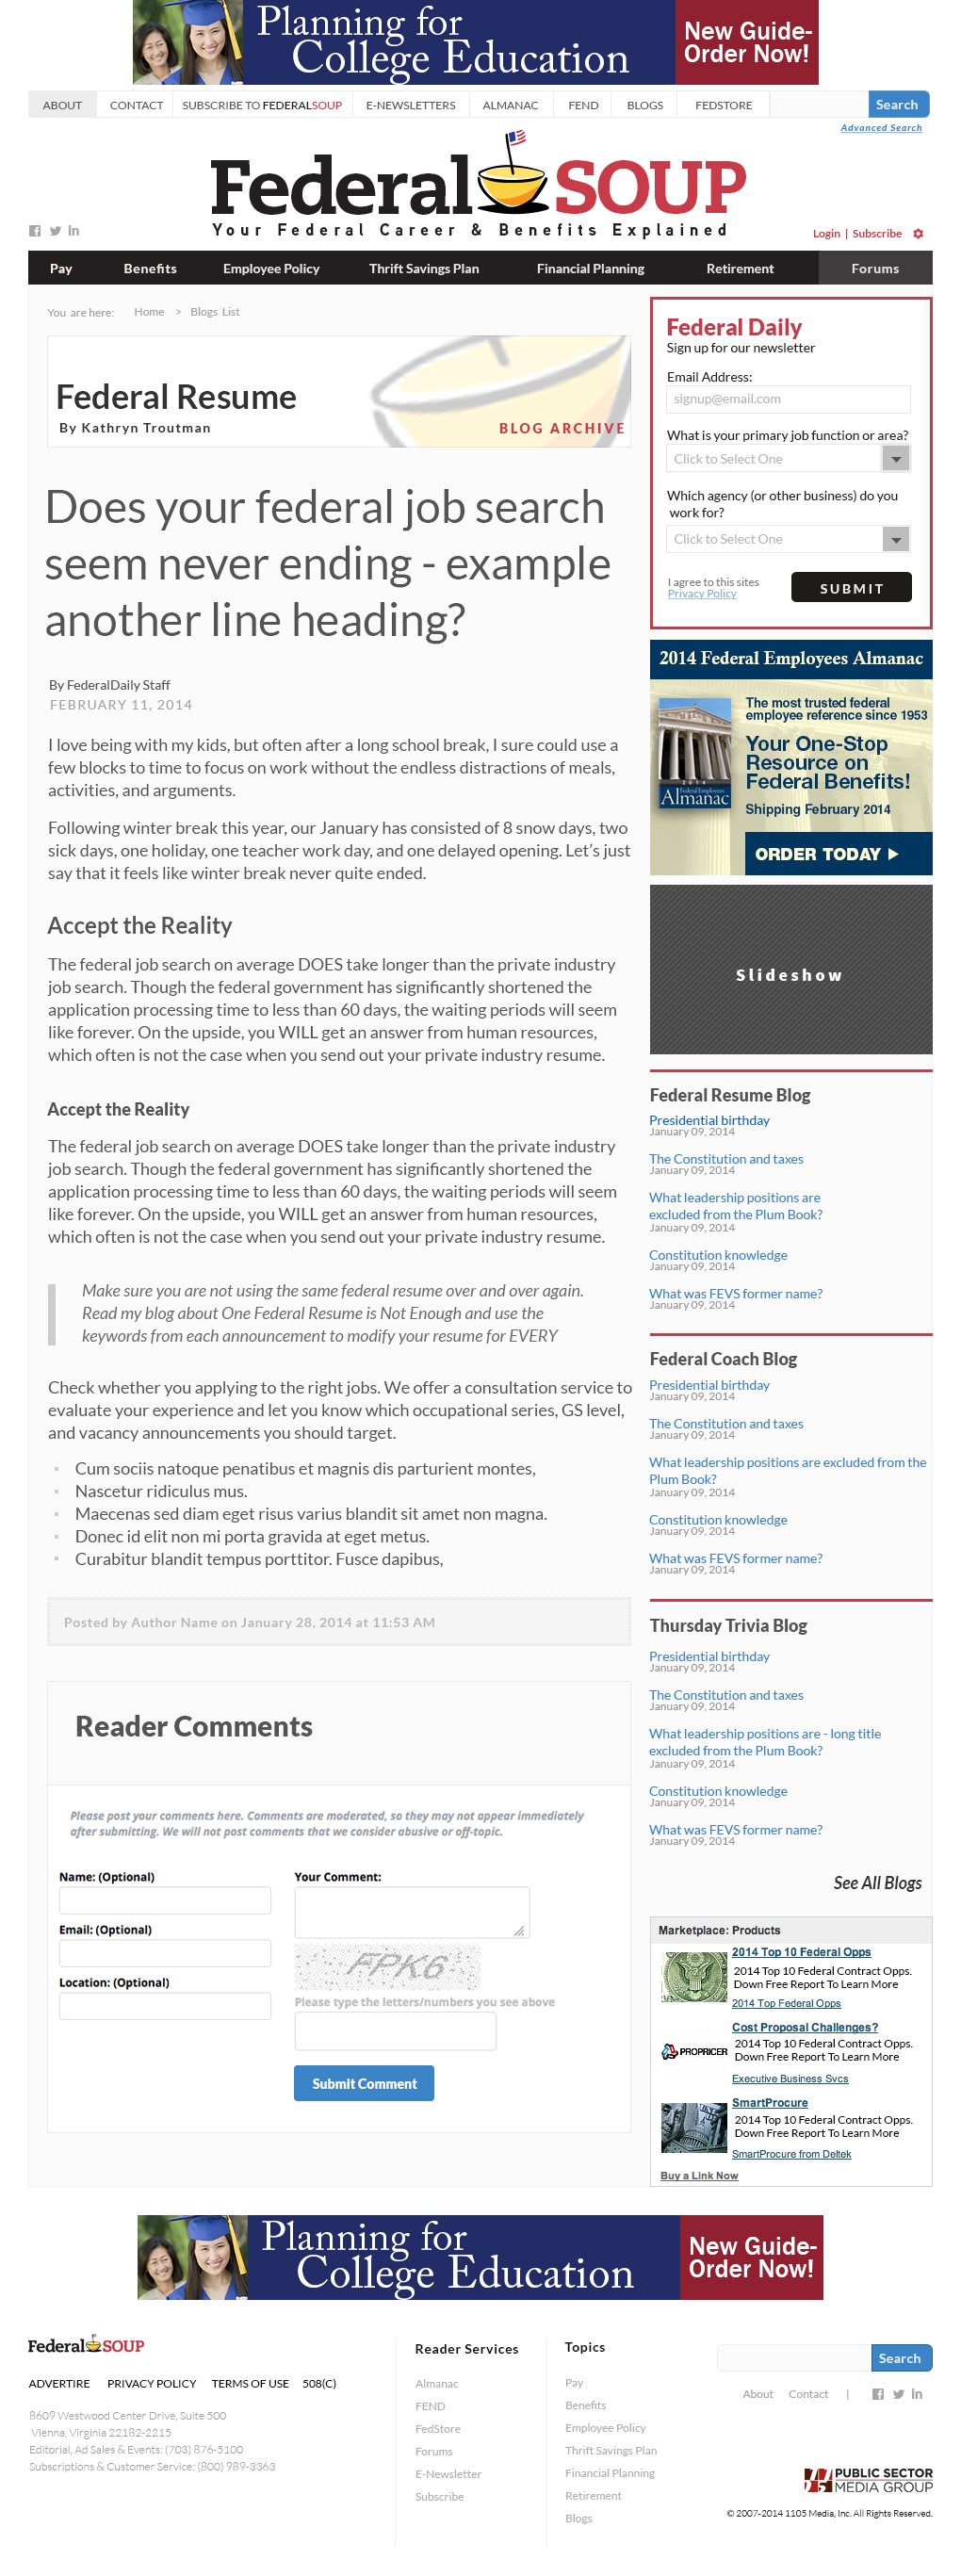 Planning for
College Education
New Guide-
Order Now!
ABOUT CONTACT SUBSCRIBE TO FEDERALSOUP E-NEWSLETTERS ALMANAC FEND BLOGS FEDSTORE Search
Advanced Search
Federal SOUP
Your Federal Career & Benefits Explained
Login | Subscribe
Pay Benefits Employee Policy Thrift Savings Plan Financial Planning Retirement Forums
You are here: Home > Blogs List
Federal Resume
By Kathryn Troutman
BLOG ARCHIVE
Does your federal job search
seem never ending - example
another line heading?
By FederalDaily Staff
FEBRUARY 11, 2014
I love being with my kids, but often after a long school break, I sure could use a
few blocks to time to focus on work without the endless distractions of meals,
activities, and arguments.
Following winter break this year, our January has consisted of 8 snow days, two
sick days, one holiday, one teacher work day, and one delayed opening. Let's just
say that it feels like winter break never quite ended.
Accept the Reality
The federal job search on average DOES take longer than the private industry
job search. Though the federal government has significantly shortened the
application processing time to less than 60 days, the waiting periods will seem
like forever. On the upside, you WILL get an answer from human resources,
which often is not the case when you send out your private industry resume.
Accept the Reality
The federal job search on average DOES take longer than the private industry
job search. Though the federal government has significantly shortened the
application processing time to less than 60 days, the waiting periods will seem
like forever. On the upside, you WILL get an answer from human resources,
which often is not the case when you send out your private industry resume.
Make sure you are not using the same federal resume over and over again.
Read my blog about One Federal Resume is Not Enough and use the
keywords from each announcement to modify your resume for EVERY
Check whether you applying to the right jobs. We offer a consultation service to
evaluate your experience and let you know which occupational series, GS level,
and vacancy announcements you should target.
Cum sociis natoque penatibus et magnis dis parturient montes,
Nascetur ridiculus mus.
Maecenas sed diam eget risus varius blandit sit amet non magna.
Donec id elit non mi porta gravida at eget metus.
Curabitur blandit tempus porttitor. Fusce dapibus,
Posted by Author Name on January 28, 2014 at 11:53 AM
Reader Comments
Please post your comments here. Comments are moderated, so they may not appear immediately
after submitting. We will not post comments that we consider abusive or off-topic.
Name: (Optional)
Email: (Optional)
Location: (Optional)
Your Comment:
FPKG
Please type the letters/numbers you see above
Submit Comment
Federal Daily
Sign up for our newsletter
Email Address:
signup@email.com
What is your primary job function or area?
Click to Select One
Which agency (or other business) do you
work for?
Click to Select One
I agree to this sites
Privacy Policy
SUBMIT
2014 Federal Employees Almanac
The most trusted federal
employee reference since 1953
Your One-Stop
Resource on
Federal Benefits!
Shipping February 2014
2014
Federal Employees
Almanac
ORDER TODAY
Slideshow
Federal Resume Blog
Presidential birthday
January 09, 2014
The Constitution and taxes
January 09, 2014
What leadership positions are
excluded from the Plum Book?
January 09, 2014
Constitution knowledge
January 09, 2014
What was FEVS former name?
January 09, 2014
Federal Coach Blog
Presidential birthday
January 09, 2014
The Constitution and taxes
January 09, 2014
What leadership positions are excluded from the
Plum Book?
January 09, 2014
Constitution knowledge
January 09, 2014
What was FEVS former name?
January 09, 2014
Thursday Trivia Blog
Presidential birthday
January 09, 2014
The Constitution and taxes
January 09, 2014
What leadership positions are - long title
excluded from the Plum Book?
January 09, 2014
Constitution knowledge
January 09, 2014
What was FEVS former name?
January 09, 2014
See All Blogs
Marketplace: Products
2014 Top 10 Federal Opps
2014 Top 10 Federal Contract Opps.
Down Free Report To Learn More
2014 Top Federal Opps
PROPRICER
Cost Proposal Challenges?
2014 Top 10 Federal Contract Opps.
Down Free Report To Learn More
Executive Business Svcs
SmartProcure
2014 Top 10 Federal Contract Opps.
Down Free Report To Learn More
SmartProcure from Deltek
Buy a Link Now
Planning for
College Education
New Guide-
Order Now!
Federal SOUP
ADVERTIRE PRIVACY POLICY TERMS OF USE 508(C)
8609 Westwood Center Drive, Suite 500
Vienna, Virginia 22182-2215
Editorial, Ad Sales & Events: (703) 876-5100
Subscriptions & Customer Service: (800) 989-3363
Reader Services
Almanac
FEND
FedStore
Forums
E-Newsletter
Subscribe
Topics
Pay
Benefits
Employee Policy
Thrift Savings Plan
Financial Planning
Retirement
Blogs
Search
About Contact |
PUBLIC SECTOR
MEDIA GROUP
© 2007-2014 1105 Media, Inc. All Rights Reserved.